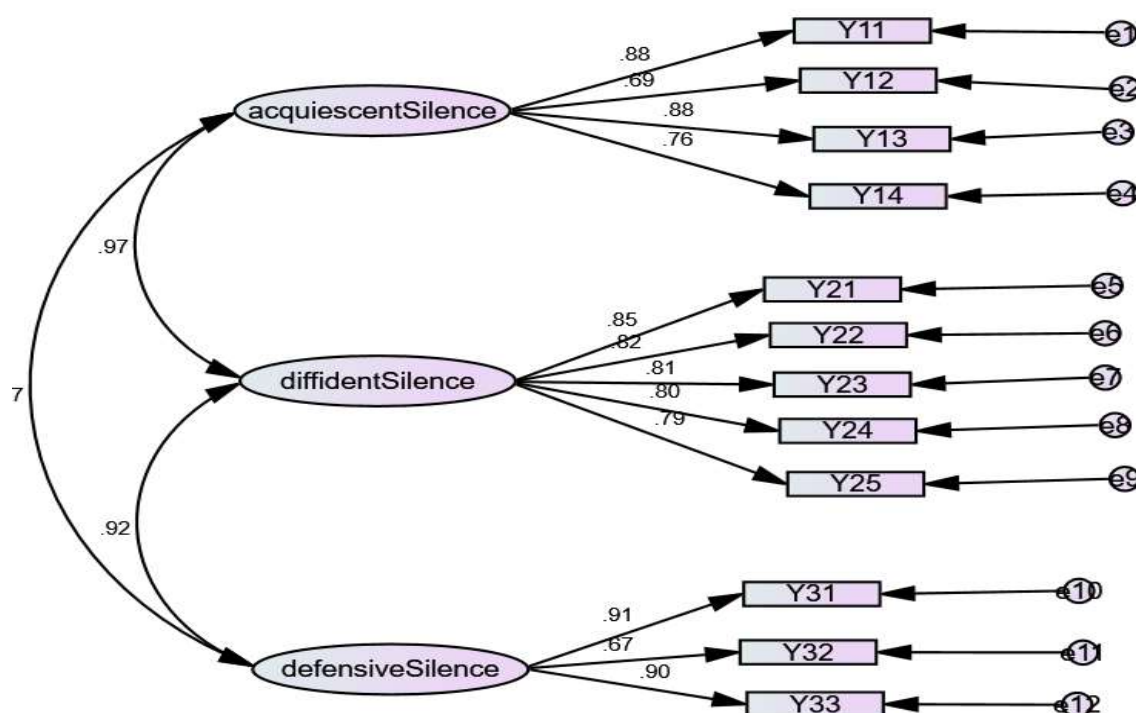 .88
Y11
e1
.69
Y12
e2
acquiescentSilence
.88
Y13
e3
.76
Y14
e4
.97
Y21
e5
.85
.82
Y22
e6
.81
Y23
e7
diffidentSilence
.80
Y24
e8
7
.79
Y25
e9
.92
Y31
e10
.91
.67
Y32
e11
defensiveSilence
.90
Y33
e12